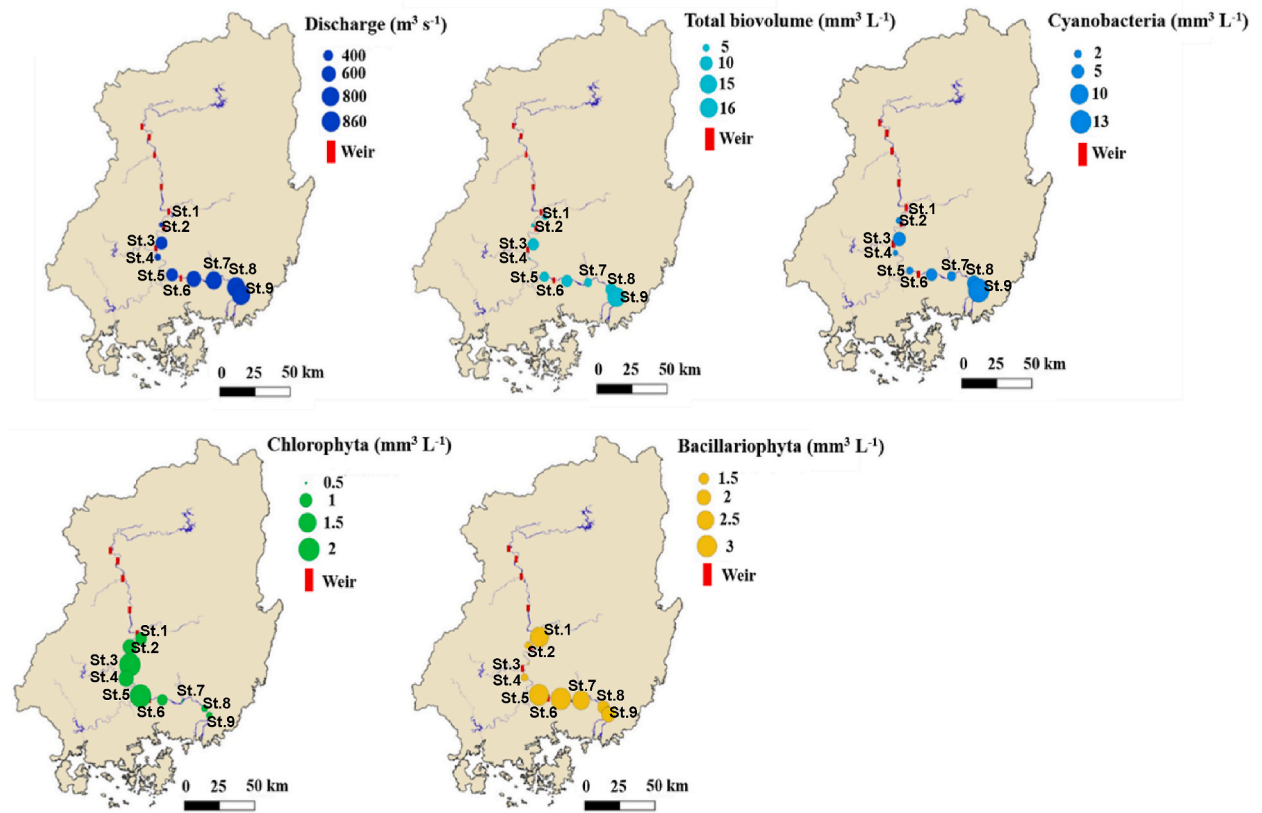 Discharge (m³ s⁻¹)
400
600
800
860
Weir
St.1
St.2
St.3
St.4
St.5
St.6
St.7
St.8
St.9
0 25 50 km
Total biovolume (mm³ L⁻¹)
5
10
15
16
Weir
St.1
St.2
St.3
St.4
St.5
St.6
St.7
St.8
St.9
0 25 50 km
Cyanobacteria (mm³ L⁻¹)
2
5
10
13
Weir
St.1
St.2
St.3
St.4
St.5
St.6
St.7
St.8
St.9
0 25 50 km
Chlorophyta (mm³ L⁻¹)
0.5
1
1.5
2
Weir
St.1
St.2
St.3
St.4
St.5
St.6
St.7
St.8
St.9
0 25 50 km
Bacillariophyta (mm³ L⁻¹)
1.5
2
2.5
3
Weir
St.1
St.2
St.3
St.4
St.5
St.6
St.7
St.8
St.9
0 25 50 km